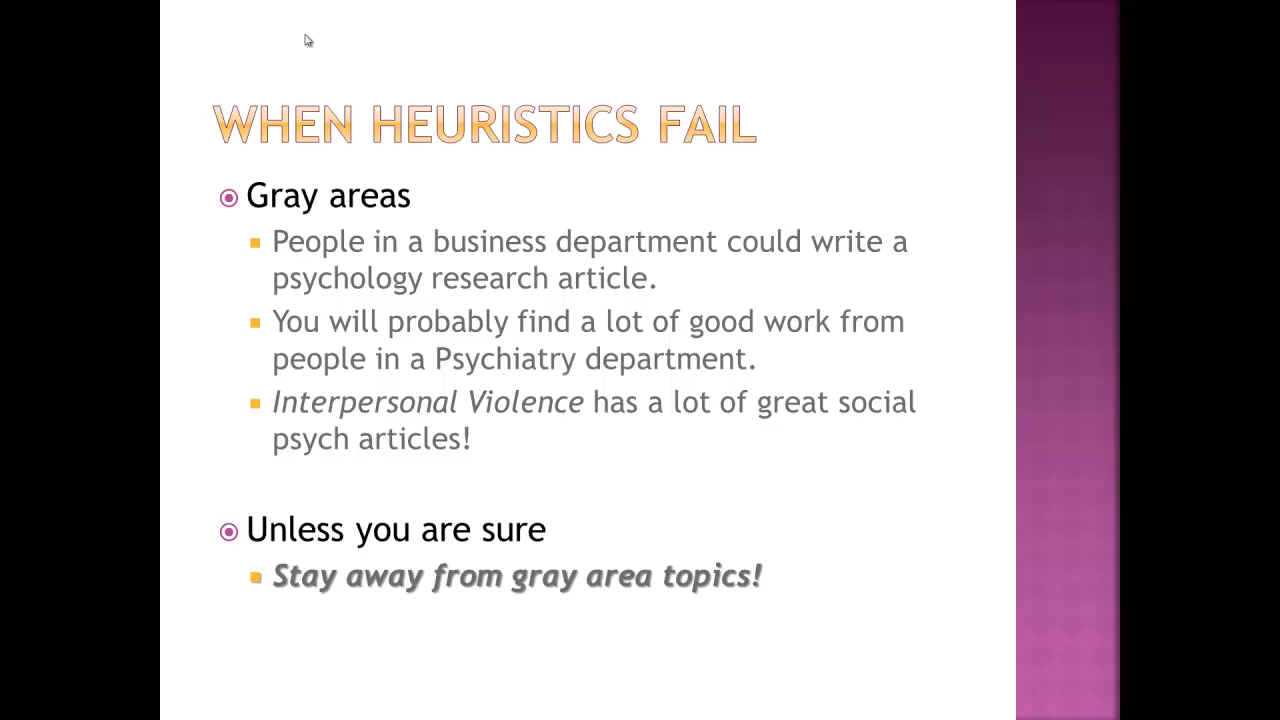 WHEN HEURISTICS FAIL
Gray areas
People in a business department could write a
psychology research article.
You will probably find a lot of good work from
people in a Psychiatry department.
Interpersonal Violence has a lot of great social
psych articles!
Unless you are sure
Stay away from gray area topics!